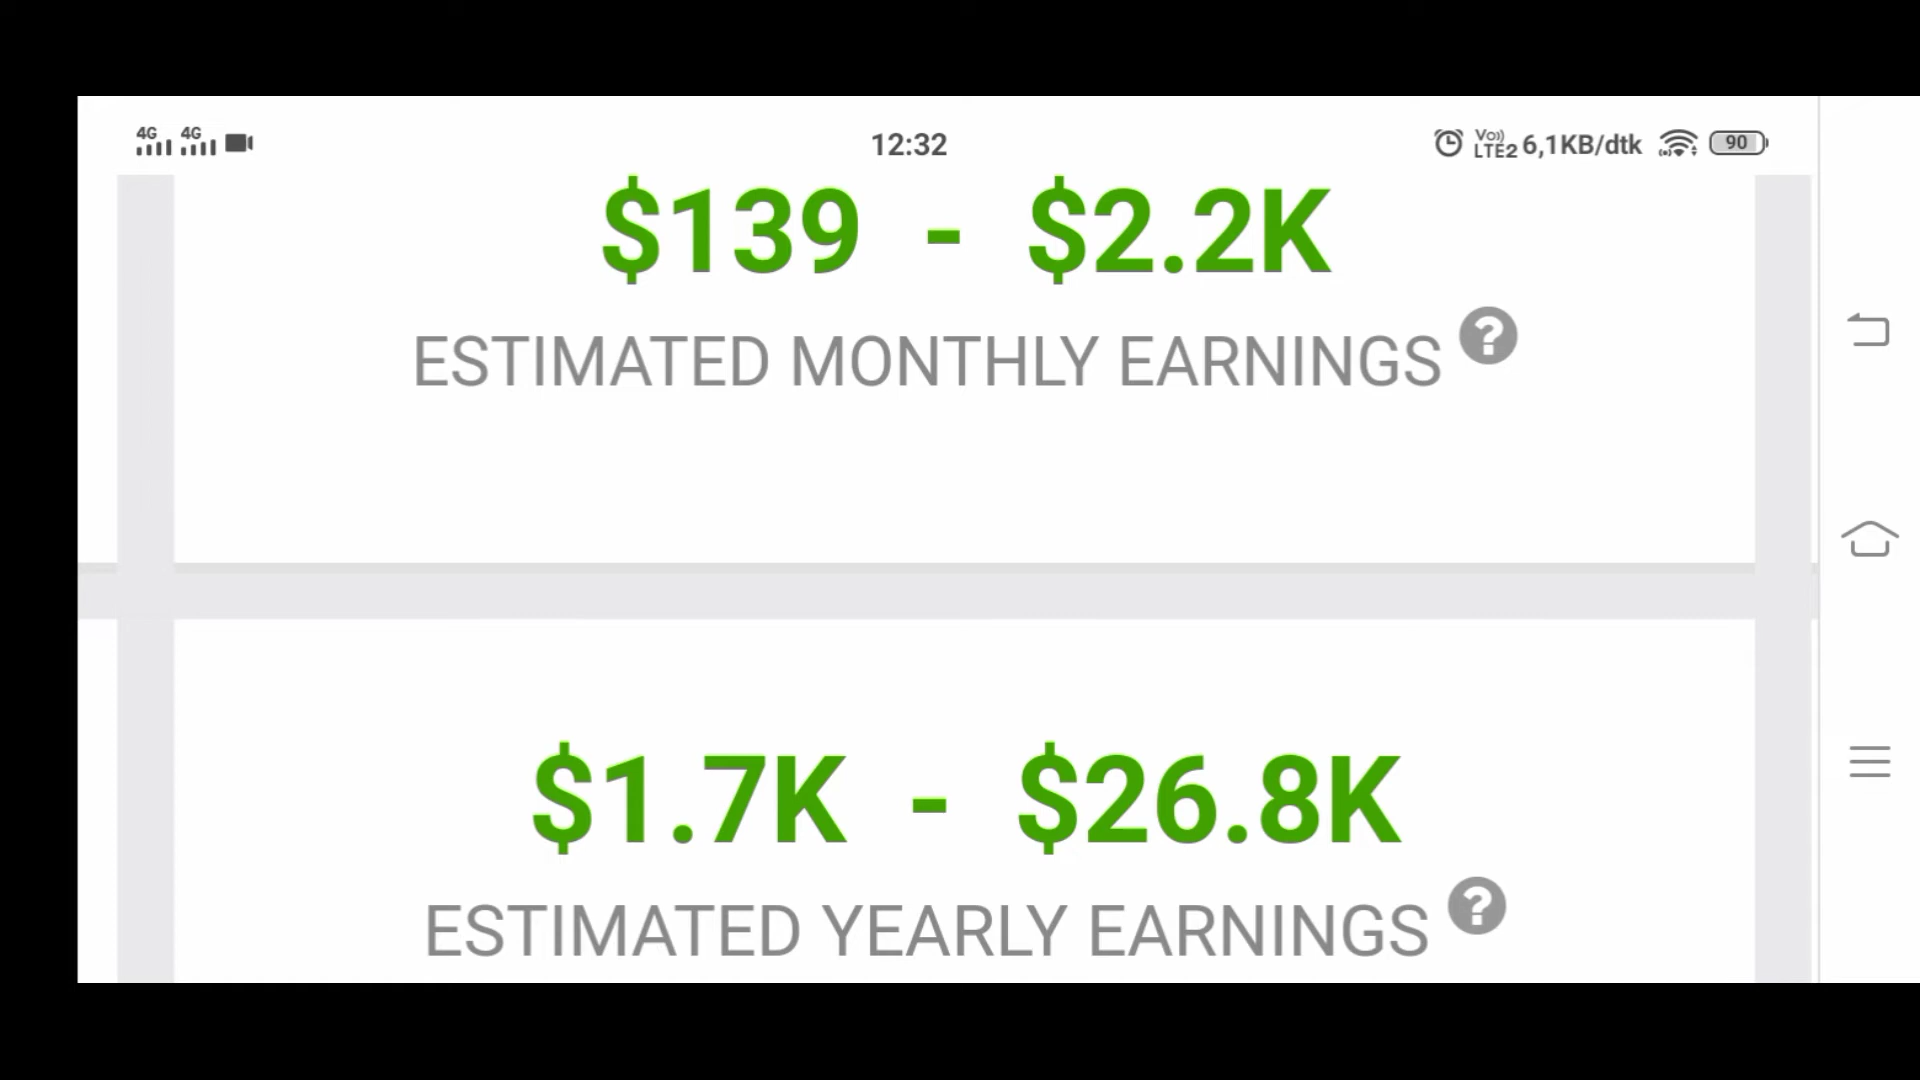 4G 4G 12:32 Vo)) LTE2 6,1KB/dtk 90
$139 - $2.2K
ESTIMATED MONTHLY EARNINGS ?
$1.7K - $26.8K
ESTIMATED YEARLY EARNINGS ?